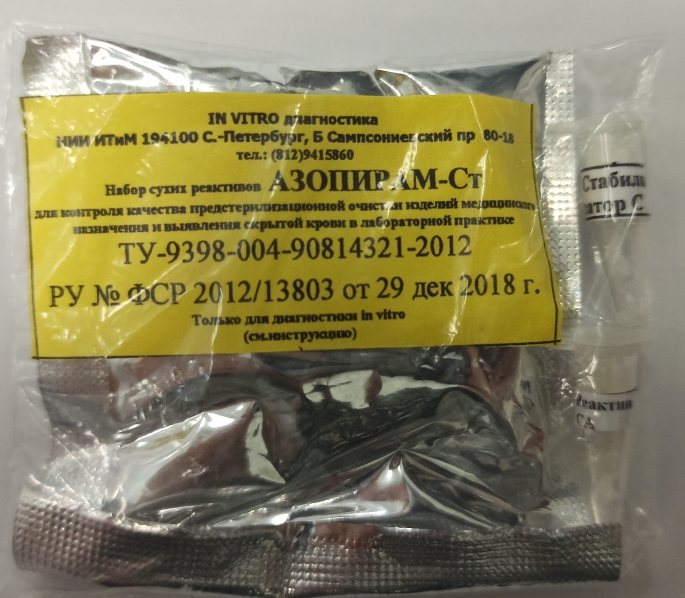 IN VITRO диагностика
НИИ ИТиМ 194100 С.-Петербург, Б Сампсониевский пр 80-18
тел.: (812)9415860
Набор сухих реактивов АЗОПИРАМ-Ст
для контроля качества предстерилизационной очистки изделий медицинского
назначения и выявления скрытой крови в лабораторной практике
ТУ-9398-004-90814321-2012
РУ № ФСР 2012/13803 от 29 дек 2018 г.
Только для диагностики in vitro
(см.инструкцию)
Стабили
атор С
Реактив
СА